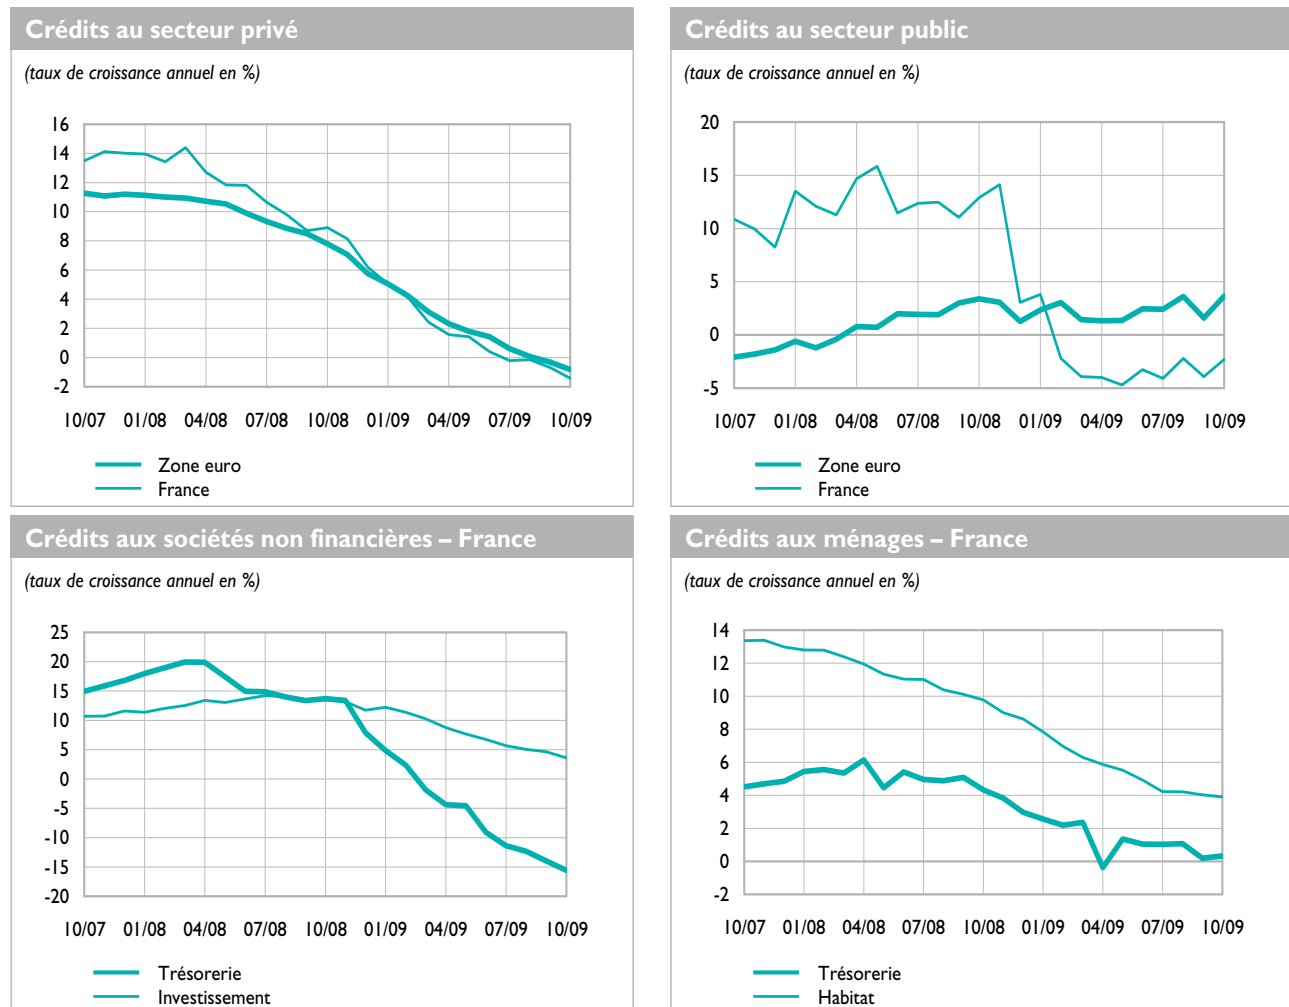 Crédits au secteur privé
(taux de croissance annuel en %)
16
14
12
10
8
6
4
2
0
-2
10/07 01/08 04/08 07/08 10/08 01/09 04/09 07/09 10/09
Zone euro
France
Crédits au secteur public
(taux de croissance annuel en %)
20
15
10
5
0
-5
10/07 01/08 04/08 07/08 10/08 01/09 04/09 07/09 10/09
Zone euro
France
Crédits aux sociétés non financières – France
(taux de croissance annuel en %)
25
20
15
10
5
0
-5
-10
-15
-20
10/07 01/08 04/08 07/08 10/08 01/09 04/09 07/09 10/09
Trésorerie
Investissement
Crédits aux ménages – France
(taux de croissance annuel en %)
14
12
10
8
6
4
2
0
-2
10/07 01/08 04/08 07/08 10/08 01/09 04/09 07/09 10/09
Trésorerie
Habitat